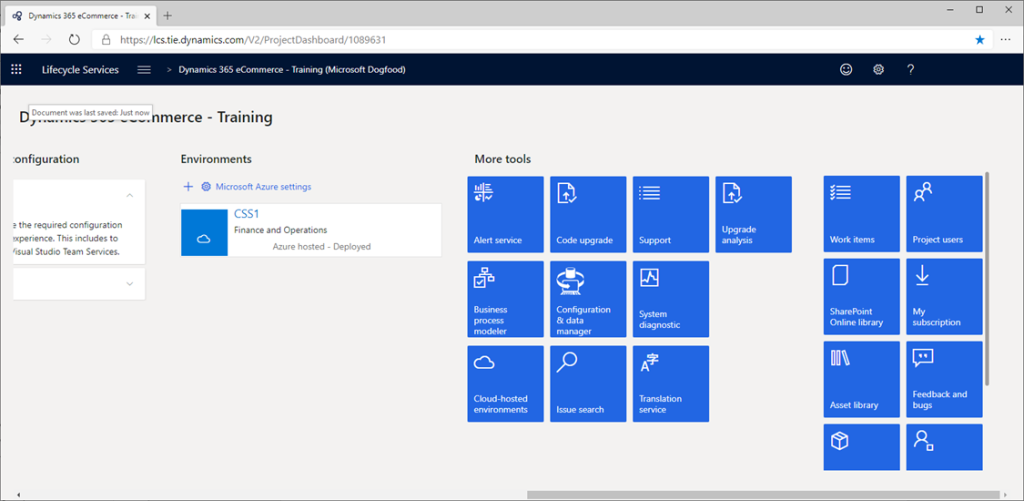 Dynamics 365 eCommerce - Trai
https://lcs.tie.dynamics.com/V2/ProjectDashboard/1089631
Lifecycle Services
> Dynamics 365 eCommerce - Training (Microsoft Dogfood)
?
Document was last saved: Just now
Dynamics 365 eCommerce - Training
configuration
e the required configuration
experience. This includes to
Visual Studio Team Services.
Environments
+ Microsoft Azure settings
CSS1
Finance and Operations
Azure hosted - Deployed
More tools
Alert service
Code upgrade
Support
Upgrade
analysis
Business
process
modeler
Configuration
& data
manager
System
diagnostic
Cloud-hosted
environments
Issue search
Translation
service
Work items
Project users
SharePoint
Online library
My
subscription
Asset library
Feedback and
bugs